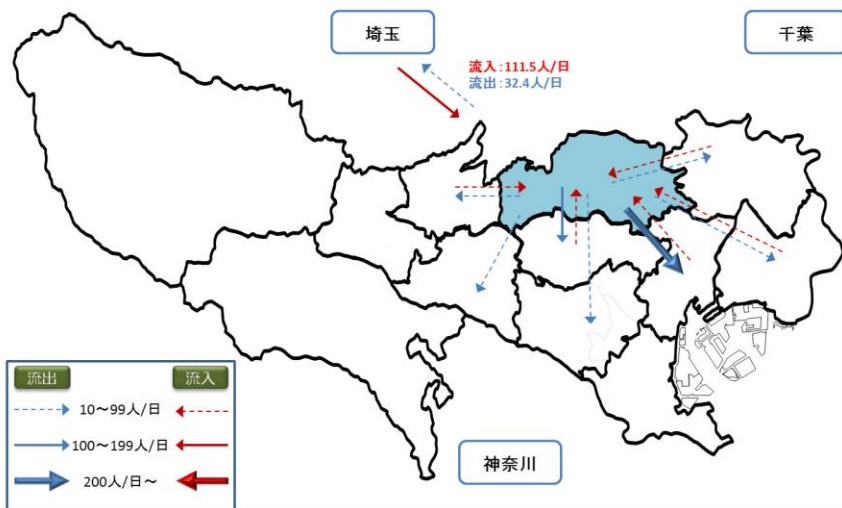 埼玉
千葉
流入:111.5人/日
流出:32.4人/日
流出
流入
10～99人/日
100～199人/日
200人/日～
神奈川